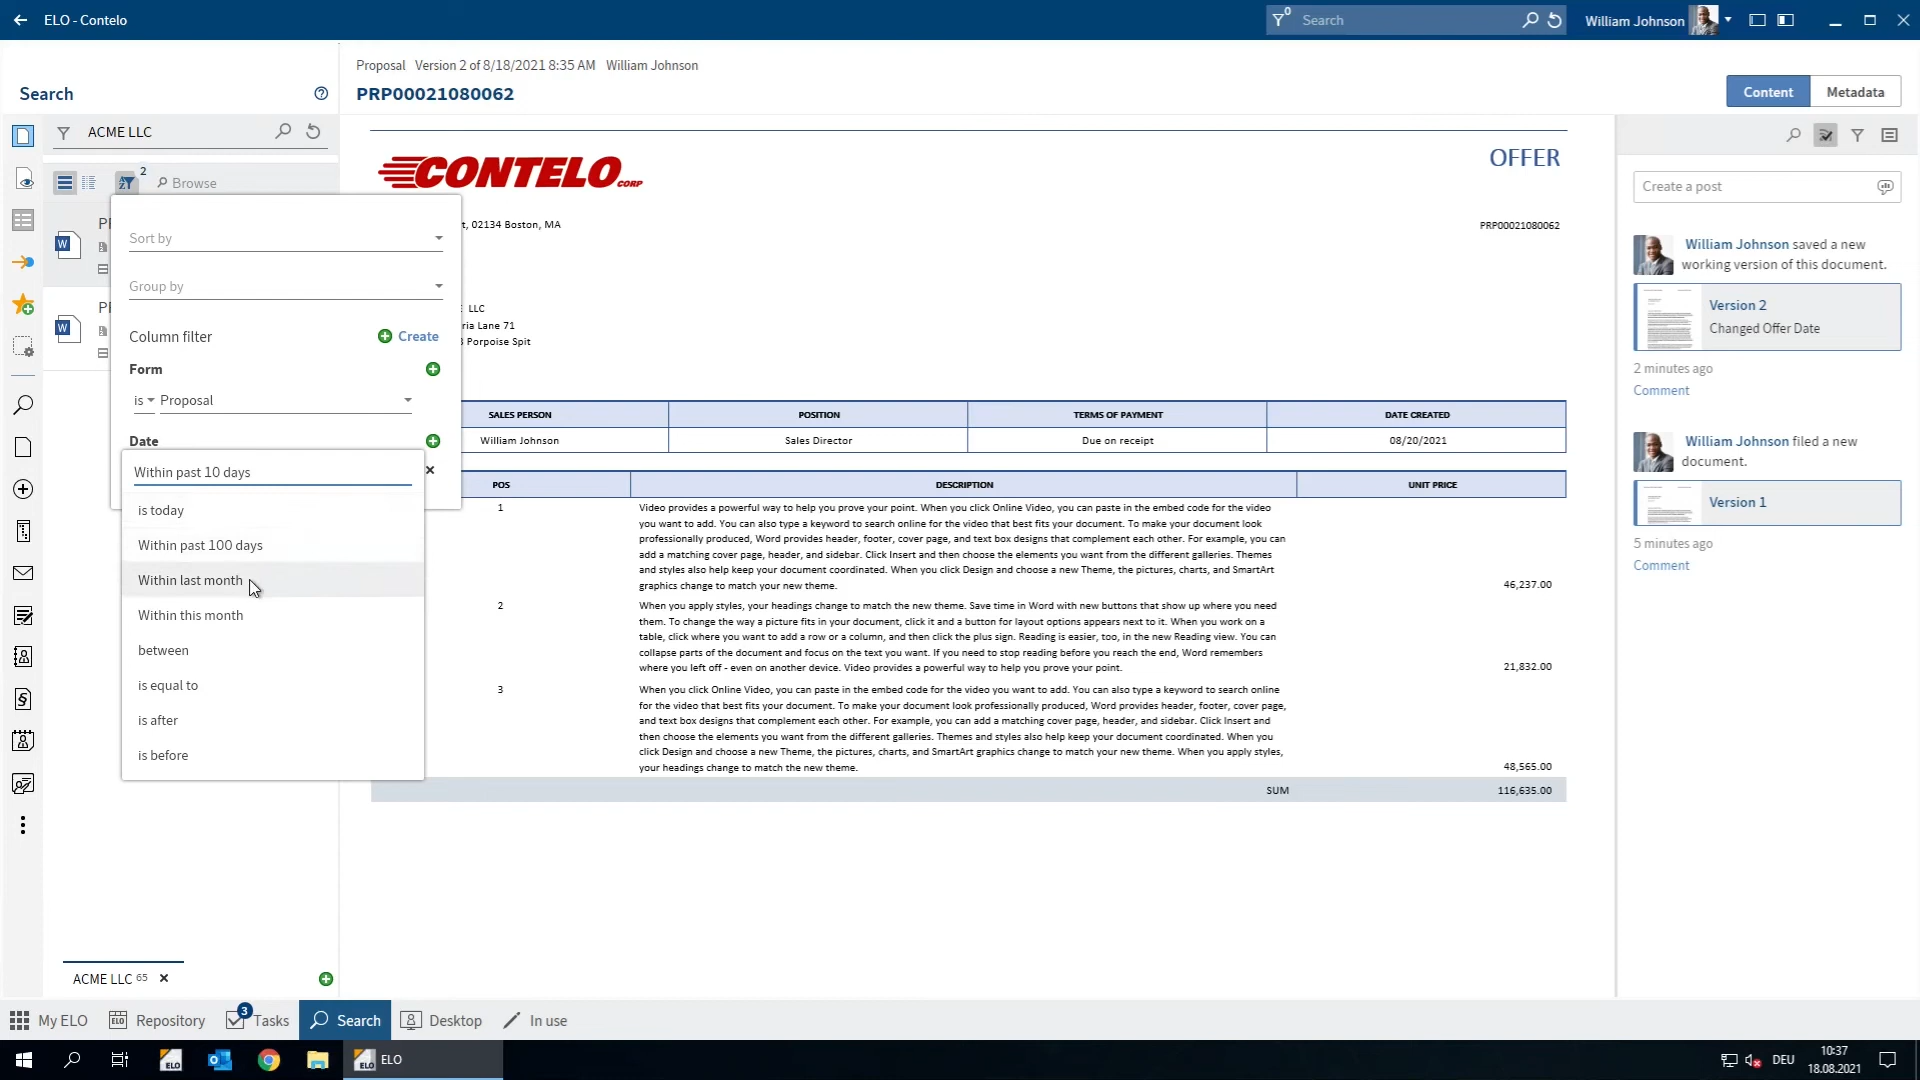 ELO - Contelo
0
Search
William Johnson
Proposal Version 2 of 8/18/2021 8:35 AM William Johnson
Search
PRP00021080062
Content
Metadata
ACME LLC
2
Browse
CONTELO CORP
OFFER
Create a post
Sort by
t, 02134 Boston, MA
PRP00021080062
William Johnson saved a new
working version of this document.
Group by
LLC
ria Lane 71
Porpoise Spit
Version 2
Changed Offer Date
Column filter
Create
Form
2 minutes ago
Comment
is
Proposal
SALES PERSON
POSITION
TERMS OF PAYMENT
DATE CREATED
Date
William Johnson
Sales Director
Due on receipt
08/20/2021
William Johnson filed a new
document.
Within past 10 days
POS
DESCRIPTION
UNIT PRICE
Version 1
is today
Within past 100 days
Within last month
Within this month
between
is equal to
is after
is before
5 minutes ago
Comment
1
Video provides a powerful way to help you prove your point. When you click Online Video, you can paste in the embed code for the video
you want to add. You can also type a keyword to search online for the video that best fits your document. To make your document look
professionally produced, Word provides header, footer, cover page, and text box designs that complement each other. For example, you can
add a matching cover page, header, and sidebar. Click Insert and then choose the elements you want from the different galleries. Themes
and styles also help keep your document coordinated. When you click Design and choose a new Theme, the pictures, charts, and SmartArt
graphics change to match your new theme.
46,237.00
2
When you apply styles, your headings change to match the new theme. Save time in Word with new buttons that show up where you need
them. To change the way a picture fits in your document, click it and a button for layout options appears next to it. When you work on a
table, click where you want to add a row or a column, and then click the plus sign. Reading is easier, too, in the new Reading view. You can
collapse parts of the document and focus on the text you want. If you need to stop reading before you reach the end, Word remembers
where you left off - even on another device. Video provides a powerful way to help you prove your point.
21,832.00
3
When you click Online Video, you can paste in the embed code for the video you want to add. You can also type a keyword to search online
for the video that best fits your document. To make your document look professionally produced, Word provides header, footer, cover page,
and text box designs that complement each other. For example, you can add a matching cover page, header, and sidebar. Click Insert and
then choose the elements you want from the different galleries. Themes and styles also help keep your document coordinated. When you
click Design and choose a new Theme, the pictures, charts, and SmartArt graphics change to match your new theme. When you apply styles,
your headings change to match the new theme.
48,565.00
SUM
116,635.00
ACME LLC 65
My ELO
Repository
3
Tasks
Search
Desktop
In use
ELO
DEU
10:37
18.08.2021